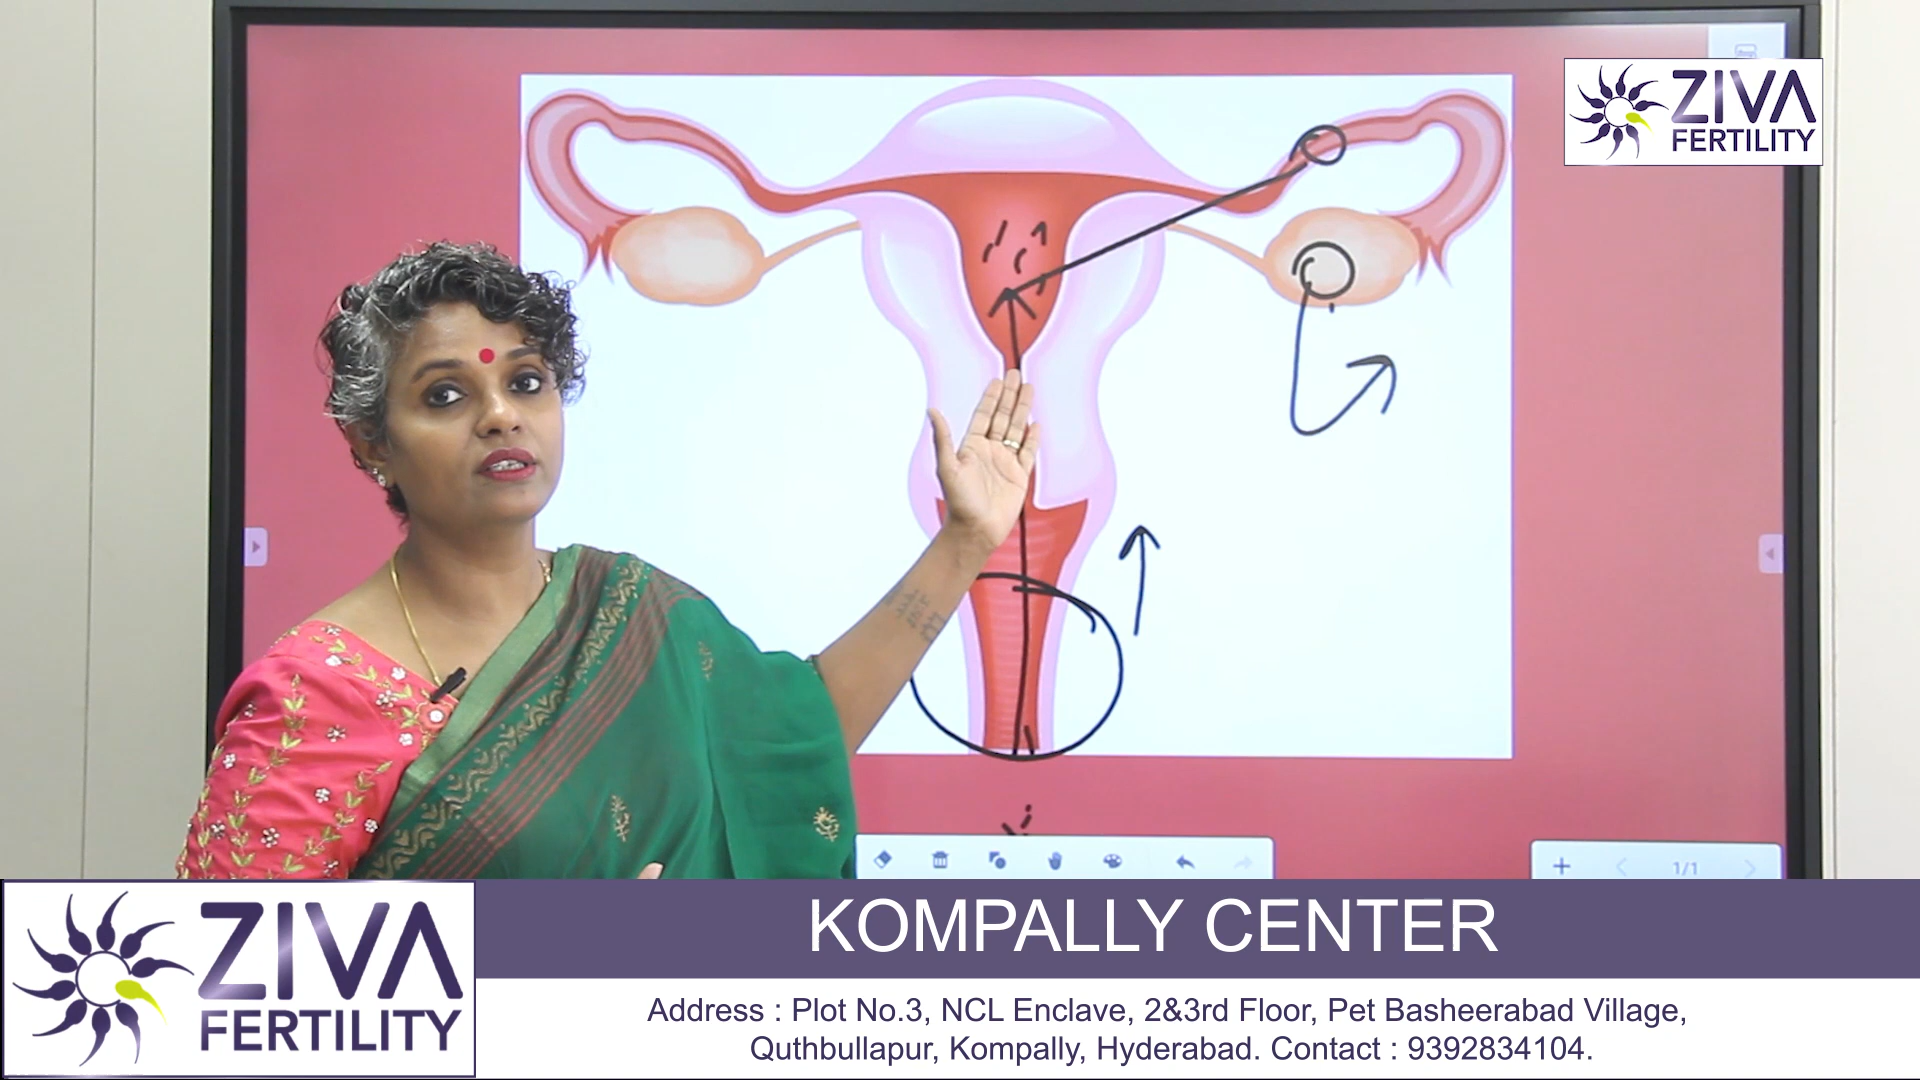 ZIVA
FERTILITY
1/1
ZIVA
FERTILITY
KOMPALLY CENTER
Address : Plot No.3, NCL Enclave, 2&3rd Floor, Pet Basheerabad Village,
Quthbullapur, Kompally, Hyderabad. Contact : 9392834104.